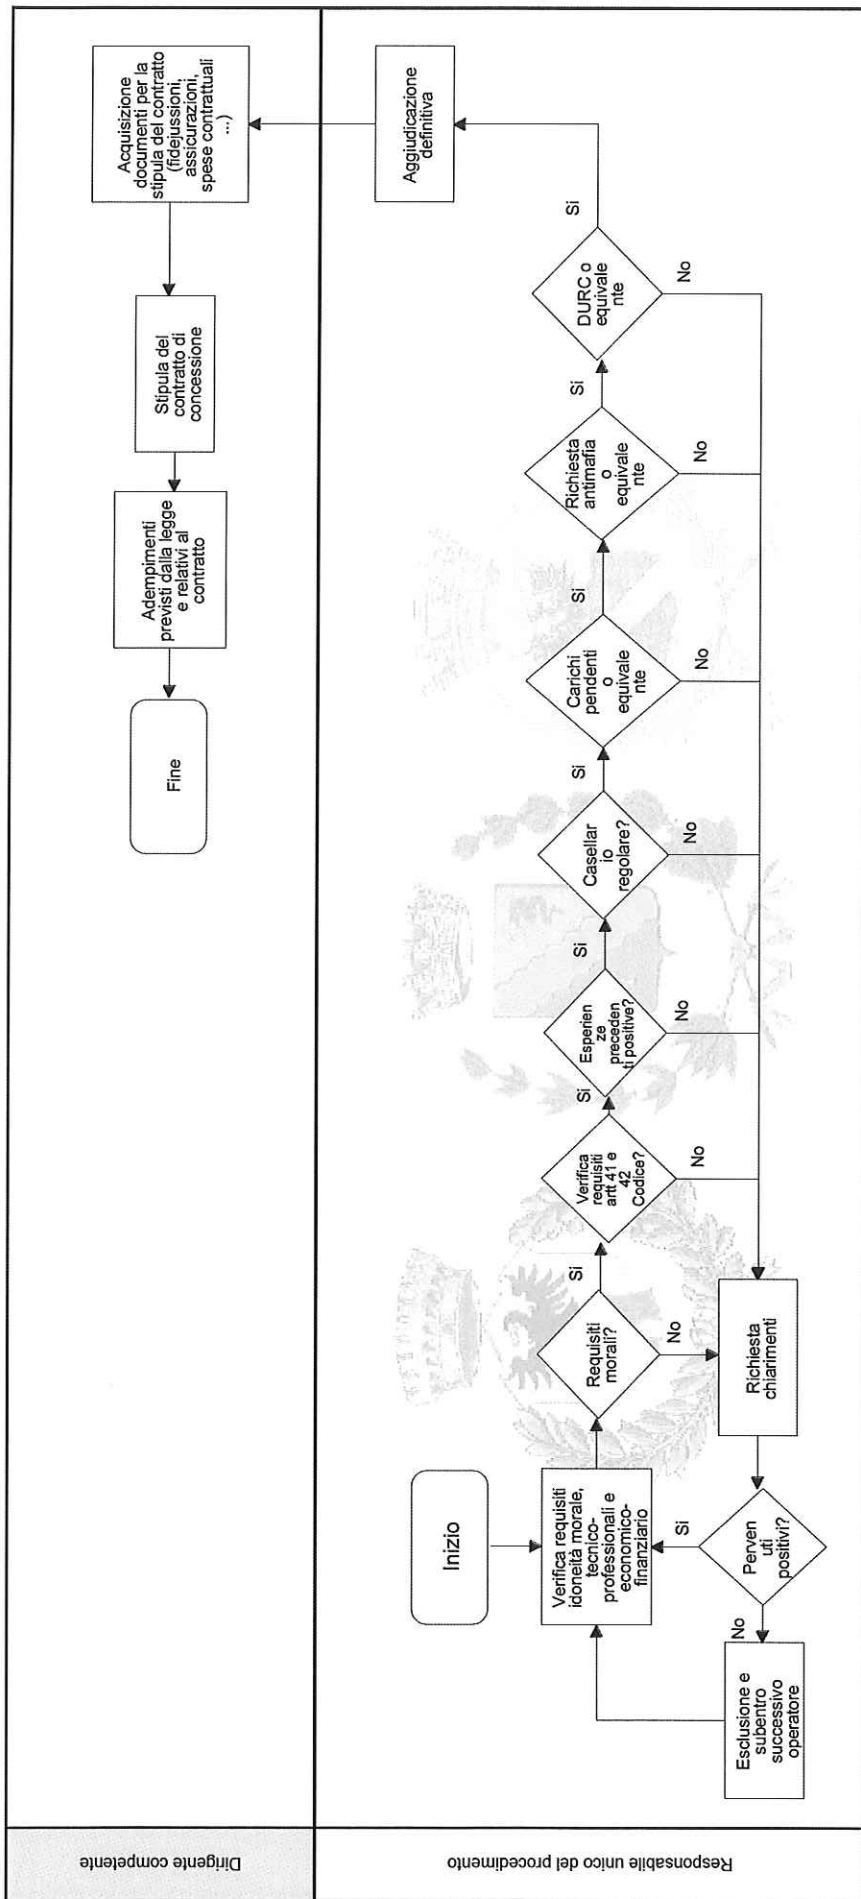 Dirigente competente
Acquisizione
documenti per la
stipula del contratto
(fidejussioni,
assicurazioni,
spese contrattuali
...)
Stipula del
contratto di
concessione
Adempimenti
previsti dalla legge
e relativi al
contratto
Fine
Responsabile unico del procedimento
Inizio
Verifica requisiti
idoneità morale,
tecnico-
professionali e
economico-
finanziario
Requisiti
morali?
Si
No
Verifica
requisiti
artt 41 e
42
Codice?
Si
No
Esperien
ze
preceden
ti positive?
Si
No
Casellar
io
regolare?
Si
No
Carichi
pendenti
o
equivale
nte
Si
No
Richiesta
antimafia
o
equivale
nte
Si
No
DURC o
equivale
nte
Si
No
Aggiudicazione
definitiva
Richiesta
chiarimenti
Perven
uti
positivi?
Si
No
Esclusione e
subentro
successivo
operatore